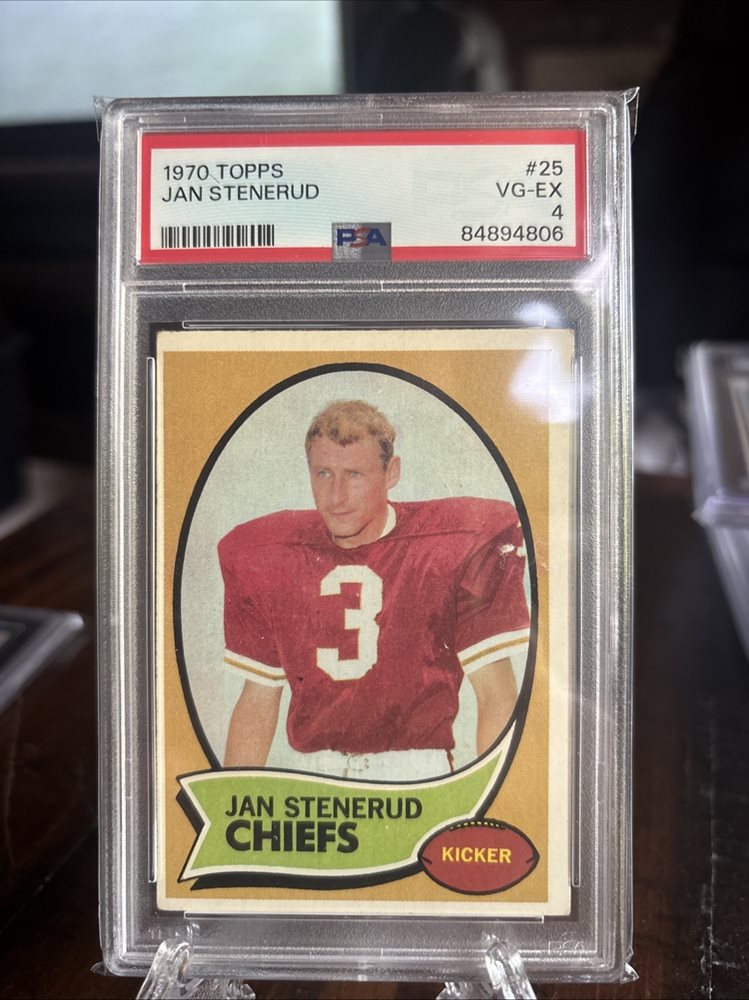 1970 TOPPS #25
JAN STENERUD VG-EX
4
PSA 84894806
3
JAN STENERUD
CHIEFS
KICKER